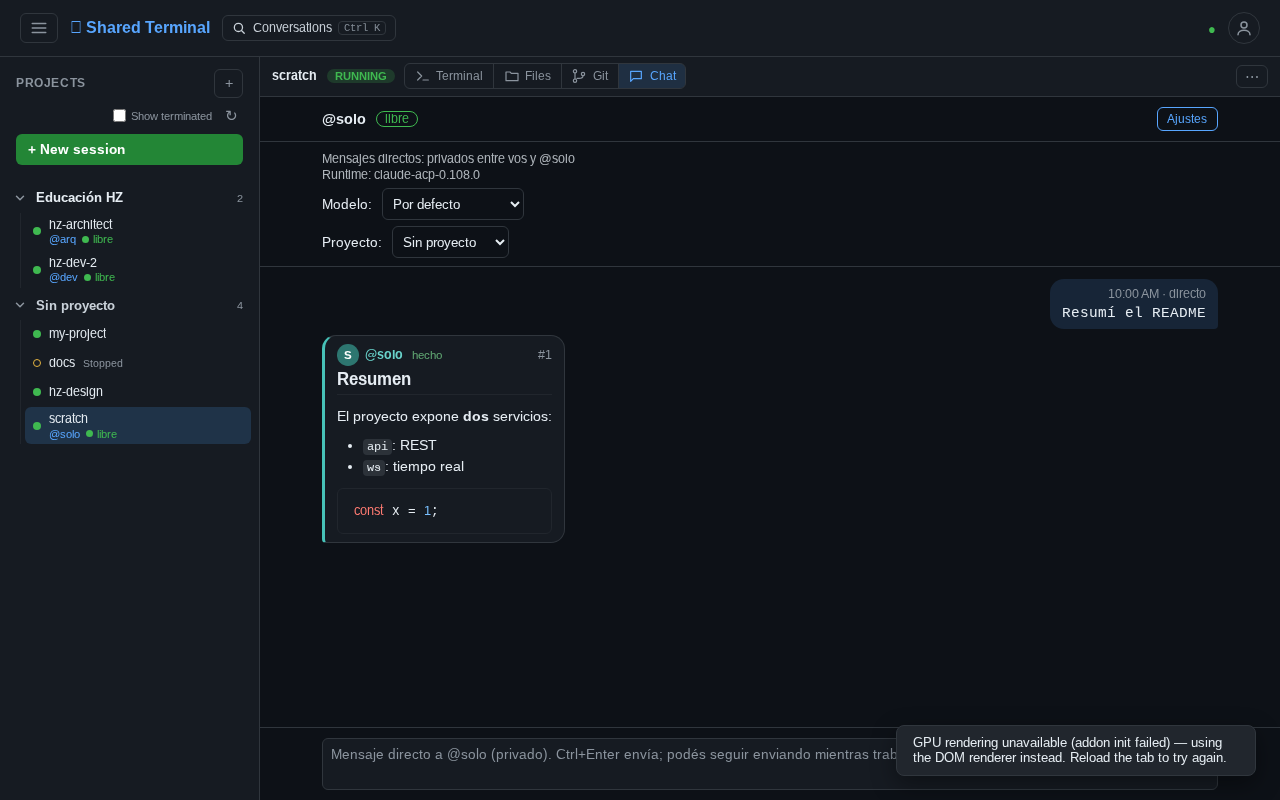 Shared Terminal
Conversations Ctrl K
PROJECTS
+
Show terminated ↻
+ New session
Educación HZ 2
hz-architect
@arq libre
hz-dev-2
@dev libre
Sin proyecto 4
my-project
docs Stopped
hz-design
scratch
@solo libre
scratch RUNNING Terminal Files Git Chat ⋯
@solo libre Ajustes
Mensajes directos: privados entre vos y @solo
Runtime: claude-acp-0.108.0
Modelo: Por defecto
Proyecto: Sin proyecto
10:00 AM · directo
Resumí el README
S @solo hecho #1
Resumen
El proyecto expone dos servicios:
• api: REST
• ws: tiempo real
const x = 1;
Mensaje directo a @solo (privado). Ctrl+Enter envía; podés seguir enviando mientras
GPU rendering unavailable (addon init failed) — using
the DOM renderer instead. Reload the tab to try again.